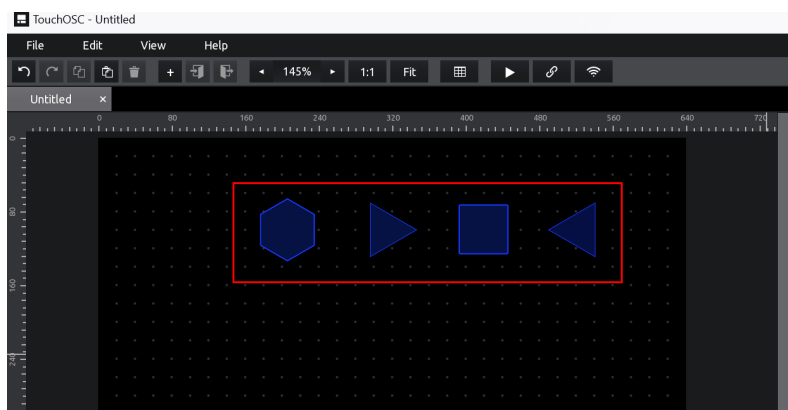 TouchOSC - Untitled
File Edit View Help
145% 1:1 Fit
Untitled ×
0 80 160 240 320 400 480 560 640 720
0
80
160
240